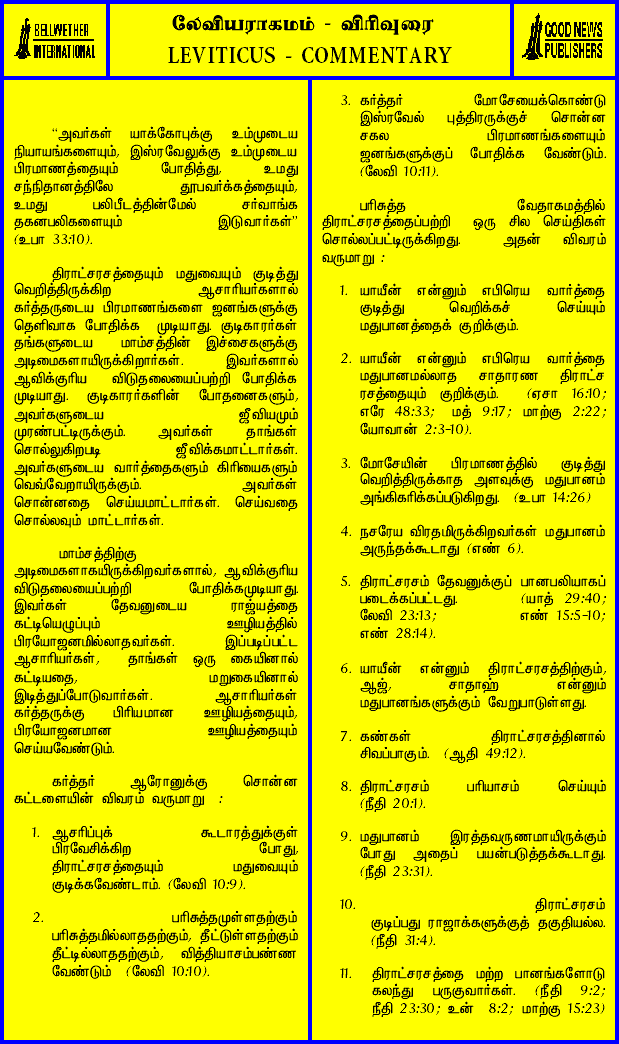 BELLWETHER
INTERNATIONAL
லேவியராகமம் - விரிவுரை
LEVITICUS - COMMENTARY
GOOD NEWS
PUBLISHERS
“அவர்கள் யாக்கோபுக்கு உம்முடைய
நியாயங்களையும், இஸ்ரவேலுக்கு உம்முடைய
பிரமாணத்தையும் போதித்து, உமது
சந்நிதானத்திலே தூபவர்க்கத்தையும்,
உமது பலிபீடத்தின்மேல் சர்வாங்க
தகனபலிகளையும் இடுவார்கள்”
(உபா 33:10).
திராட்சரசத்தையும் மதுவையும் குடித்து
வெறித்திருக்கிற ஆசாரியர்களால்
கர்த்தருடைய பிரமாணங்களை ஜனங்களுக்கு
தெளிவாக போதிக்க முடியாது. குடிகாரர்கள்
தங்களுடைய மாம்சத்தின் இச்சைகளுக்கு
அடிமைகளாயிருக்கிறார்கள். இவர்களால்
ஆவிக்குரிய விடுதலையைப்பற்றி போதிக்க
முடியாது. குடிகாரர்களின் போதனைகளும்,
அவர்களுடைய ஜீவியமும்
முரண்பட்டிருக்கும். அவர்கள் தாங்கள்
சொல்லுகிறபடி ஜீவிக்கமாட்டார்கள்.
அவர்களுடைய வார்த்தைகளும் கிரியைகளும்
வெவ்வேறாயிருக்கும். அவர்கள்
சொன்னதை செய்யமாட்டார்கள். செய்வதை
சொல்லவும் மாட்டார்கள்.
மாம்சத்திற்கு
அடிமைகளாகயிருக்கிறவர்களால், ஆவிக்குரிய
விடுதலையைப்பற்றி போதிக்கமுடியாது.
இவர்கள் தேவனுடைய ராஜ்யத்தை
கட்டியெழுப்பும் ஊழியத்தில்
பிரயோஜனமில்லாதவர்கள். இப்படிப்பட்ட
ஆசாரியர்கள், தாங்கள் ஒரு கையினால்
கட்டியதை, மறுகையினால்
இடித்துப்போடுவார்கள். ஆசாரியர்கள்
கர்த்தருக்கு பிரியமான ஊழியத்தையும்,
பிரயோஜனமான ஊழியத்தையும்
செய்யவேண்டும்.
கர்த்தர் ஆரோனுக்கு சொன்ன
கட்டளையின் விவரம் வருமாறு :
1. ஆசரிப்புக் கூடாரத்துக்குள்
பிரவேசிக்கிற போது,
திராட்சரசத்தையும் மதுவையும்
குடிக்கவேண்டாம். (லேவி 10:9).
2. பரிசுத்தமுள்ளதற்கும்
பரிசுத்தமில்லாததற்கும், தீட்டுள்ளதற்கும்
தீட்டில்லாததற்கும், வித்தியாசம்பண்ண
வேண்டும் (லேவி 10:10).
3. கர்த்தர் மோசேயைக்கொண்டு
இஸ்ரவேல் புத்திரருக்குச் சொன்ன
சகல பிரமாணங்களையும்
ஜனங்களுக்குப் போதிக்க வேண்டும்.
(லேவி 10:11).
பரிசுத்த வேதாகமத்தில்
திராட்சரசத்தைப்பற்றி ஒரு சில செய்திகள்
சொல்லப்பட்டிருக்கிறது. அதன் விவரம்
வருமாறு :
1. யாயீன் என்னும் எபிரெய வார்த்தை
குடித்து வெறிக்கச் செய்யும்
மதுபானத்தைக் குறிக்கும்.
2. யாயீன் என்னும் எபிரெய வார்த்தை
மதுபானமல்லாத சாதாரண திராட்ச
ரசத்தையும் குறிக்கும். (ஏசா 16:10;
எரே 48:33; மத் 9:17; மாற்கு 2:22;
யோவான் 2:3-10).
3. மோசேயின் பிரமாணத்தில் குடித்து
வெறித்திருக்காத அளவுக்கு மதுபானம்
அங்கிகரிக்கப்படுகிறது. (உபா 14:26)
4. நசரேய விரதமிருக்கிறவர்கள் மதுபானம்
அருந்தக்கூடாது (எண் 6).
5. திராட்சரசம் தேவனுக்குப் பானபலியாகப்
படைக்கப்பட்டது. (யாத் 29:40;
லேவி 23:13; எண் 15:5-10;
எண் 28:14).
6. யாயீன் என்னும் திராட்சரசத்திற்கும்,
ஆஜ், சாதாஹ் என்னும்
மதுபானங்களுக்கும் வேறுபாடுள்ளது.
7. கண்கள் திராட்சரசத்தினால்
சிவப்பாகும். (ஆதி 49:12).
8. திராட்சரசம் பரியாசம் செய்யும்
(நீதி 20:1).
9. மதுபானம் இரத்தவருணமாயிருக்கும்
போது அதைப் பயன்படுத்தக்கூடாது.
(நீதி 23:31).
10. திராட்சரசம்
குடிப்பது ராஜாக்களுக்குத் தகுதியல்ல.
(நீதி 31:4).
11. திராட்சரசத்தை மற்ற பானங்களோடு
கலந்து பருகுவார்கள். (நீதி 9:2;
நீதி 23:30; உன் 8:2; மாற்கு 15:23)